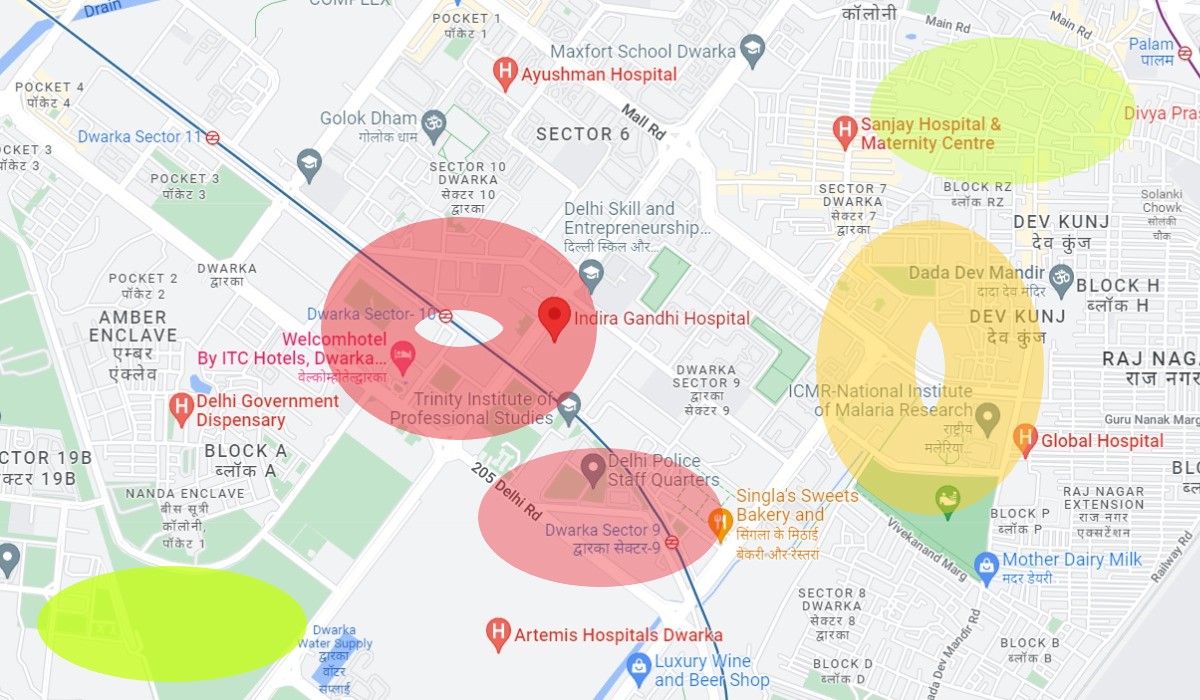 Drain
COMPLEX
POCKET 1
पॉकेट 1
Maxfort School Dwarka
कॉलोनी
Main Rd
Main Rd
Palam
पालम
Ayushman Hospital
POCKET 4
पॉकेट 4
Golok Dham
गोलोक धाम
Mall Rd
SECTOR 6
Dwarka Sector 11
Sanjay Hospital &
Maternity Centre
Divya Pras
OCKET 3
पॉकेट 3
POCKET 3
पॉकेट 3
SECTOR 10
DWARKA
सेक्टर 10
द्वारका
SECTOR 7
DWARKA
सेक्टर 7
द्वारका
BLOCK RZ
ब्लॉक RZ
Solanki
Chowk
सोलंकी
चौक
Delhi Skill and
Entrepreneurship...
दिल्ली स्किल और...
DEV KUNJ
देव कुंज
DWARKA
द्वारका
POCKET 2
पॉकेट 2
Dada Dev Mandir
दादा देव मंदिर
BLOCK H
ब्लॉक H
AMBER
ENCLAVE
एम्बर
एंक्लेव
Dwarka Sector- 10
Indira Gandhi Hospital
DEV KUNJ
देव कुंज
Welcomhotel
By ITC Hotels, Dwarka...
वेल्कोम्होतेल्द्वारका
RAJ NAGA
राज नगर
DWARKA
SECTOR 9
द्वारका
सेक्टर 9
ICMR-National Institute
of Malaria Research
राष्ट्रीय
मलेरिया...
Delhi Government
Dispensary
Trinity Institute of
Professional Studies
Guru Nanak Marg
Global Hospital
BLOCK A
ब्लॉक A
CTOR 19B
क्टर 19B
205 Delhi Rd
Delhi Police
Staff Quarters
NANDA ENCLAVE
बीस सूत्री
कॉलोनी,
पॉकेट 1
Singla's Sweets
Bakery and
सिंगला के मिठाई
बेकरी और रेस्तरां
Dwarka Sector 9
द्वारका सेक्टर-9
RAJ NAGAR
EXTENSION
राज नगर
एक्सटेंशन
BLOCK P
ब्लॉक P
Vivekanand Marg
Railway Rd
Mother Dairy Milk
मदर डेयरी
SECTOR 8
DWARKA
सेक्टर 8
द्वारका
Dwarka
Water Supply
द्वारका
वॉटर
सप्लाई
Artemis Hospitals Dwarka
Luxury Wine
and Beer Shop
BLOCK D
ब्लॉक D
ada Dev Mandir Rd
BLOCK B
ब्लॉक B